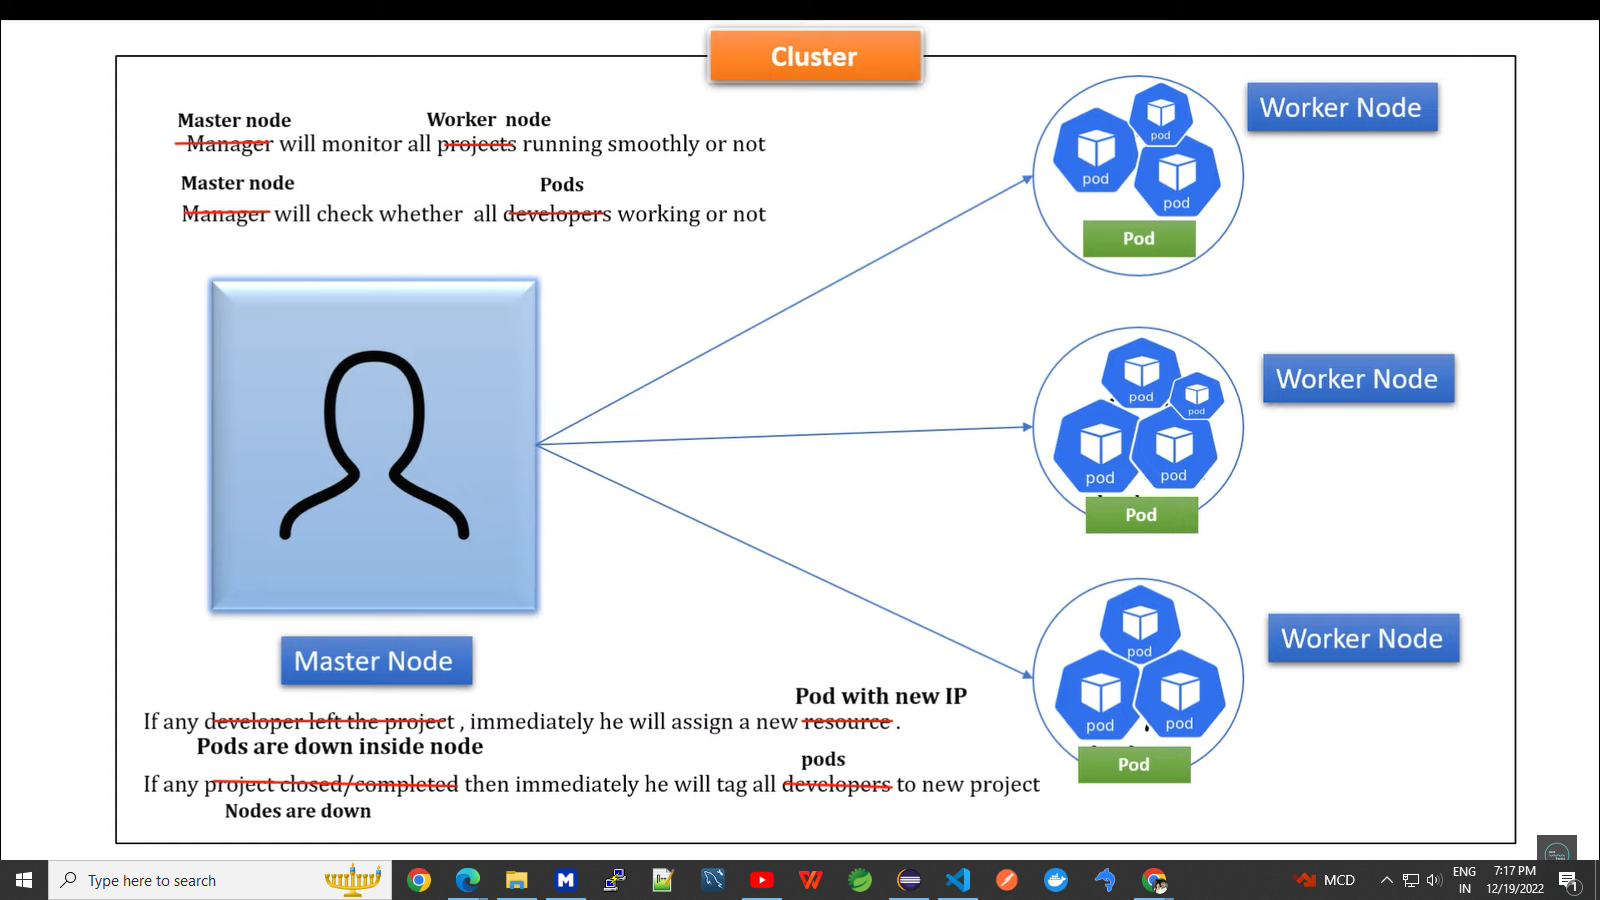 Cluster
Master node
Worker node
Manager will monitor all projects running smoothly or not
Master node
Pods
Manager will check whether all developers working or not
Master Node
pod
pod
pod
Pod
Worker Node
pod
pod
pod
pod
Pod
Worker Node
pod
pod
pod
Pod
Worker Node
Pod with new IP
If any developer left the project , immediately he will assign a new resource .
Pods are down inside node
pods
If any project closed/completed then immediately he will tag all developers to new project
Nodes are down
Type here to search
MCD
ENG
IN
7:17 PM
12/19/2022
1